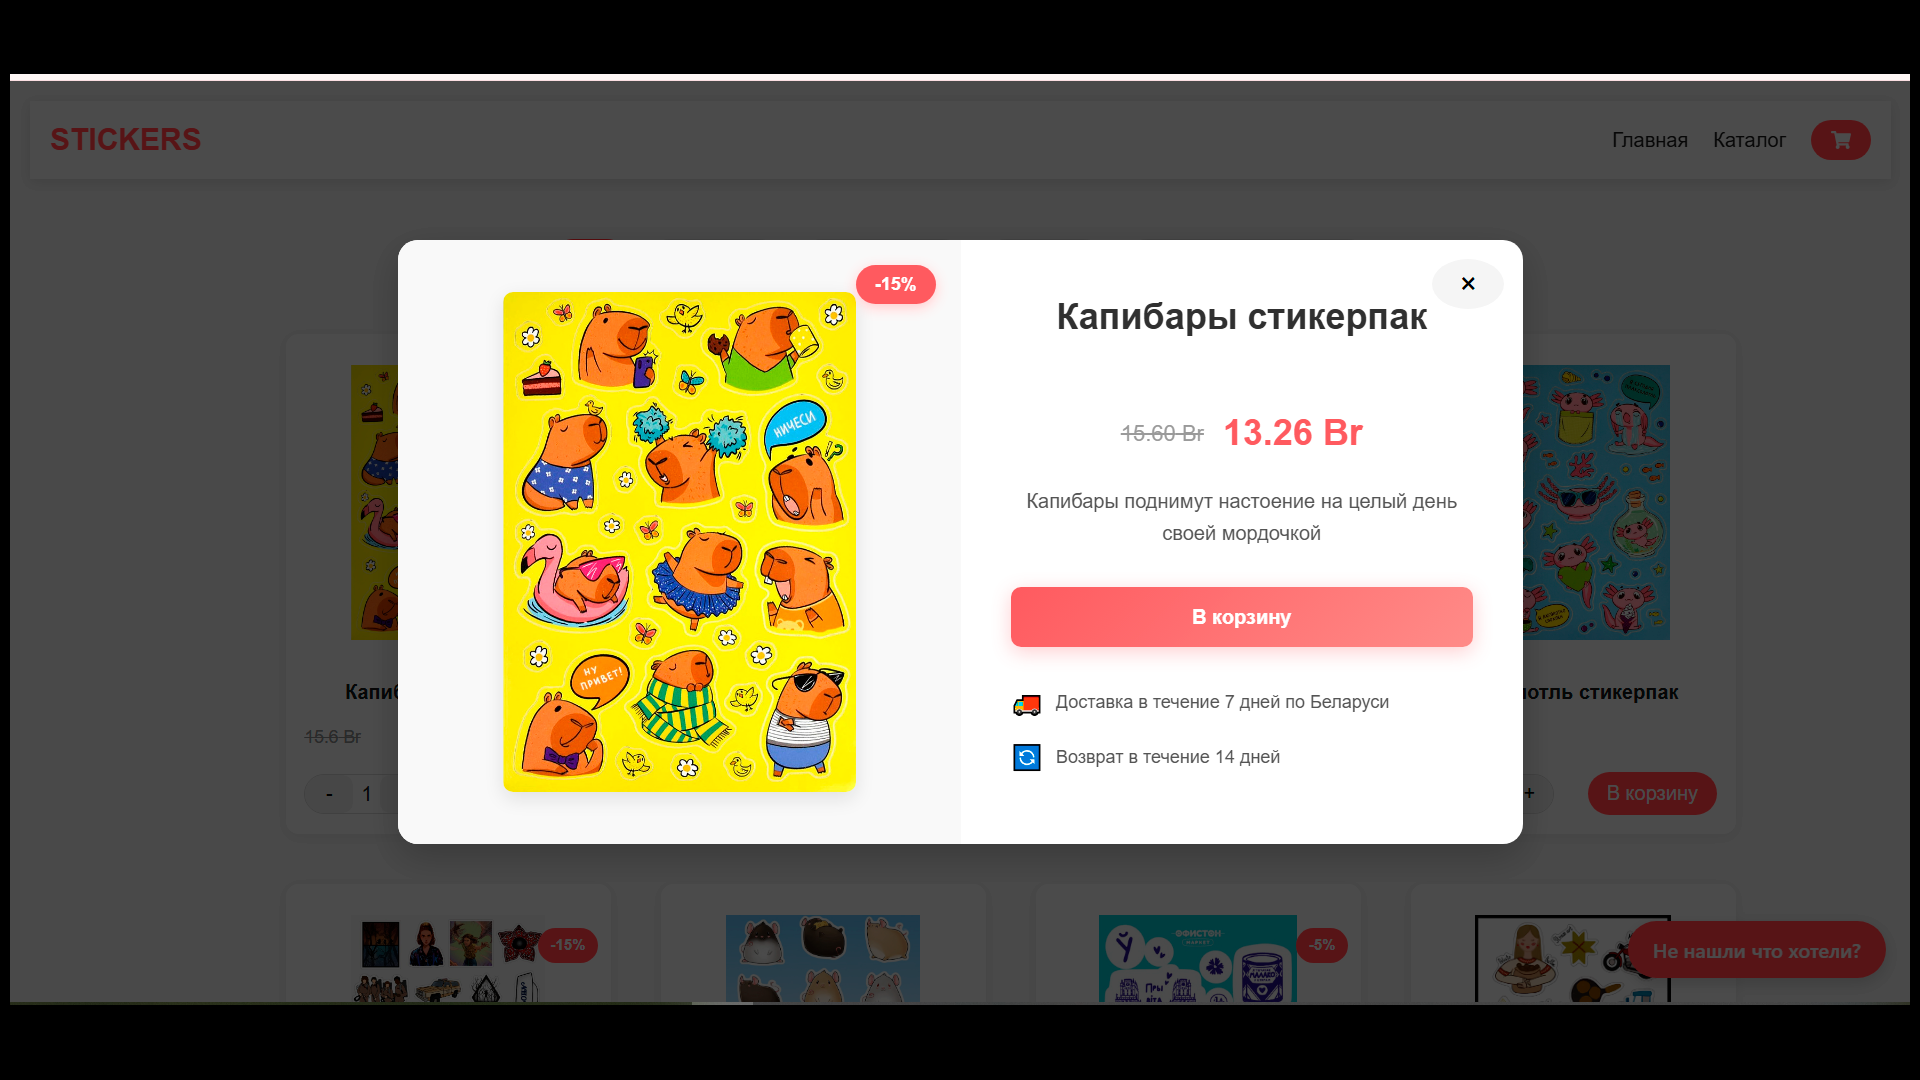 STICKERS
Главная
Каталог
-15%
×
Капибары стикерпак
15.60 Br 13.26 Br
Капибары поднимут настоение на целый день
своей мордочкой
В корзину
Доставка в течение 7 дней по Беларуси
Возврат в течение 14 дней
НИЧЕСИ
НУ
ПРИВЕТ!
15.6 Br
- 1
стикерпак
+
В корзину
-15%
ОФИСТОН
МАРКЕТ
-5%
Не нашли что хотели?